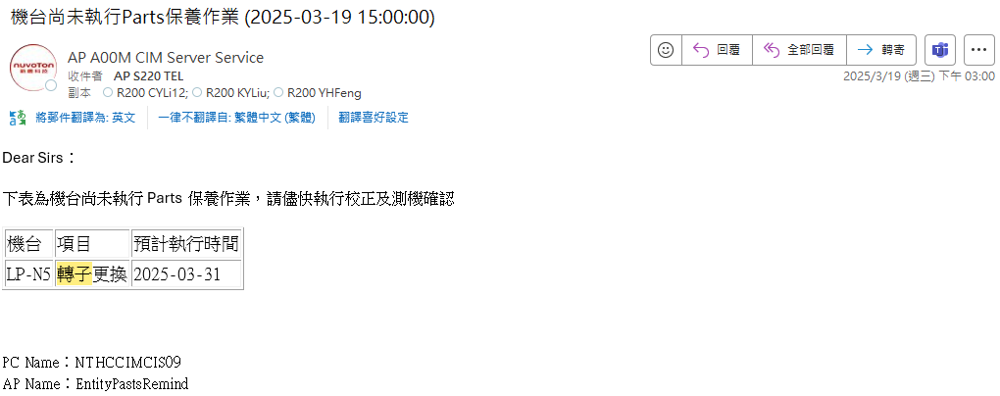 機台尚未執行Parts保養作業 (2025-03-19 15:00:00)
nuvoTon
新唐科技
AP A00M CIM Server Service
收件者 AP S220 TEL
副本 R200 CYLi12; R200 KYLiu; R200 YHFeng
回覆 全部回覆 轉寄
2025/3/19 (週三) 下午 03:00
將郵件翻譯為: 英文 一律不翻譯自: 繁體中文 (繁體) 翻譯喜好設定
Dear Sirs：
下表為機台尚未執行 Parts 保養作業，請儘快執行校正及測機確認
機台 項目 預計執行時間
LP-N5 轉子更換 2025-03-31
PC Name：NTHCCIMCIS09
AP Name：EntityPastsRemind